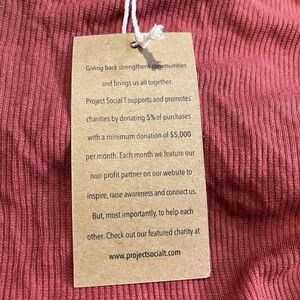 Giving back strengthens communities
and brings us all together.
Project Social T supports and promotes
charities by donating 5% of purchases
with a minimum donation of $5,000
per month. Each month we feature our
non-profit partner on our website to
inspire, raise awareness and connect us.
But, most importantly, to help each
other. Check out our featured charity at
www.projectsocialt.com